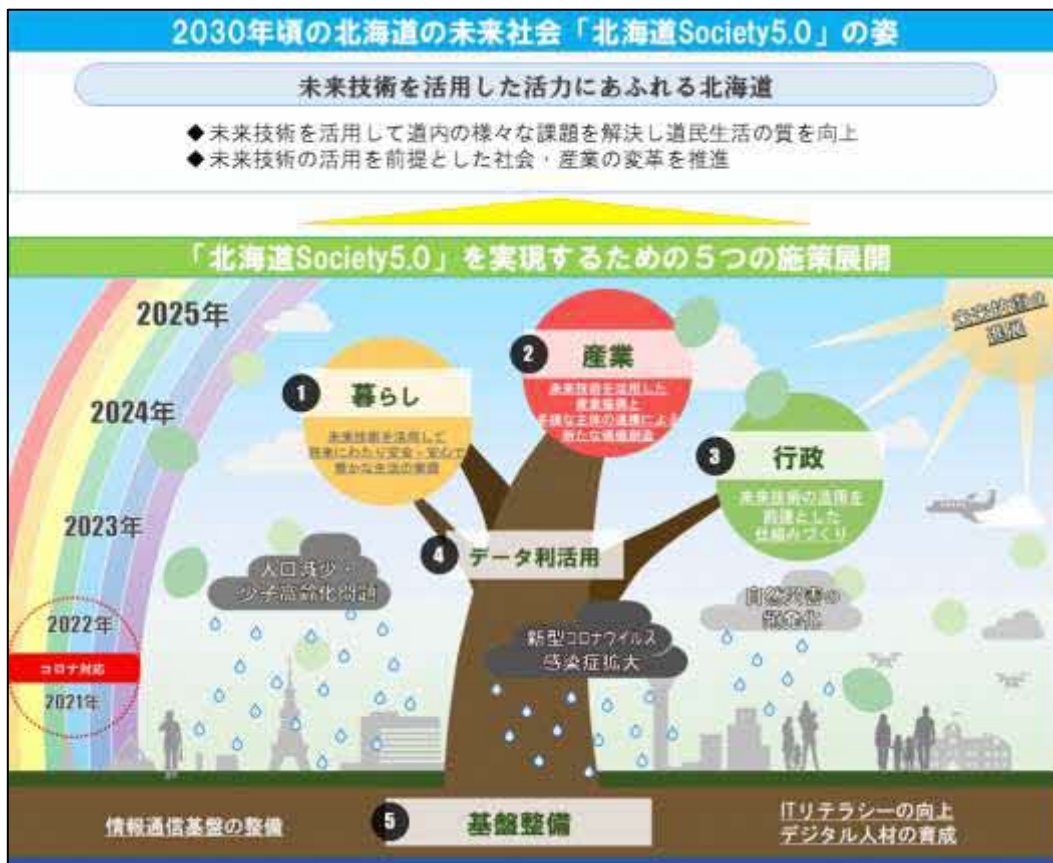 2030年頃の北海道の未来社会「北海道Society5.0」の姿
未来技術を活用した活力にあふれる北海道
◆未来技術を活用して道内の様々な課題を解決し道民生活の質を向上
◆未来技術の活用を前提とした社会・産業の変革を推進
「北海道Society5.0」を実現するための5つの施策展開
2025年
2024年
2023年
2022年
コロナ対応
2021年
未来技術の
進展
1 暮らし
未来技術を活用して
将来にわたり安全・安心で
豊かな生活の実現
2 産業
未来技術を活用した
産業振興と
多様な主体の連携による
新たな価値創造
3 行政
未来技術の活用を
前提とした
仕組みづくり
4 データ利活用
人口減少・
少子高齢化問題
新型コロナウイルス
感染症拡大
自然災害の
頻発化
情報通信基盤の整備
5 基盤整備
ITリテラシーの向上
デジタル人材の育成